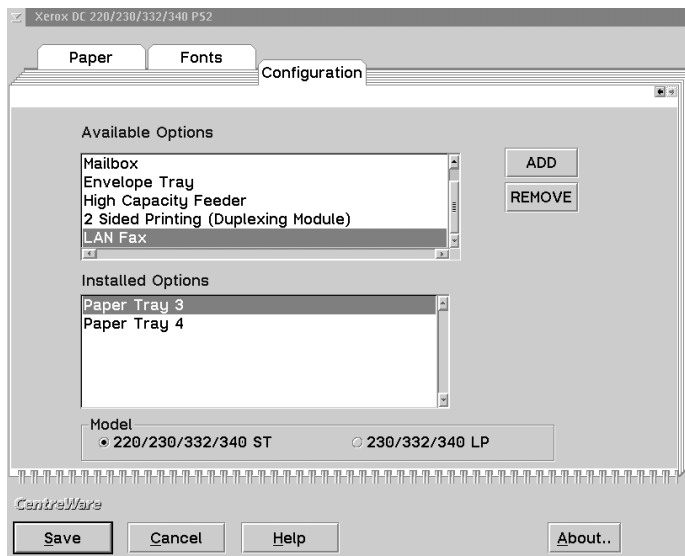 Xerox DC 220/230/332/340 PS2
Paper
Fonts
Configuration
Available Options
Mailbox
Envelope Tray
High Capacity Feeder
2 Sided Printing (Duplexing Module)
LAN Fax
ADD
REMOVE
Installed Options
Paper Tray 3
Paper Tray 4
Model
220/230/332/340 ST
230/332/340 LP
CentreWare
Save
Cancel
Help
About..